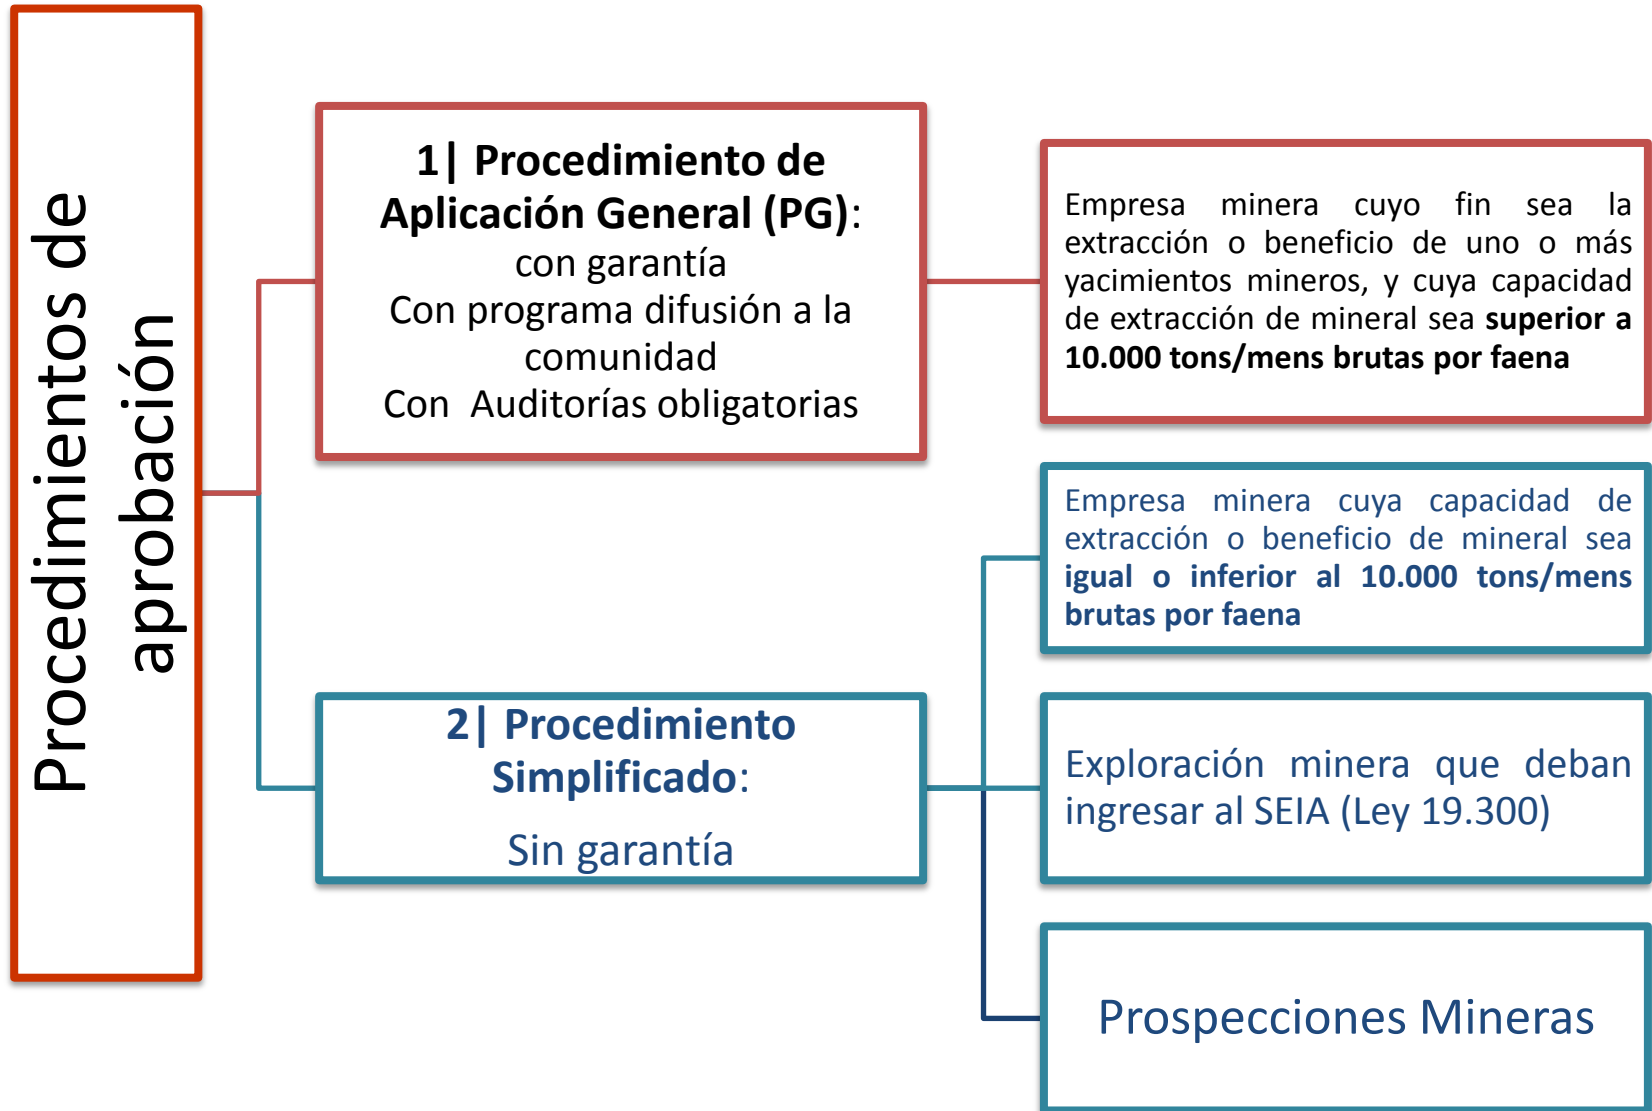 Procedimientos de
aprobación
1| Procedimiento de
Aplicación General (PG):
con garantía
Con programa difusión a la
comunidad
Con Auditorías obligatorias
Empresa minera cuyo fin sea la
extracción o beneficio de uno o más
yacimientos mineros, y cuya capacidad
de extracción de mineral sea superior a
10.000 tons/mens brutas por faena
2| Procedimiento
Simplificado:
Sin garantía
Empresa minera cuya capacidad de
extracción o beneficio de mineral sea
igual o inferior al 10.000 tons/mens
brutas por faena
Exploración minera que deban
ingresar al SEIA (Ley 19.300)
Prospecciones Mineras